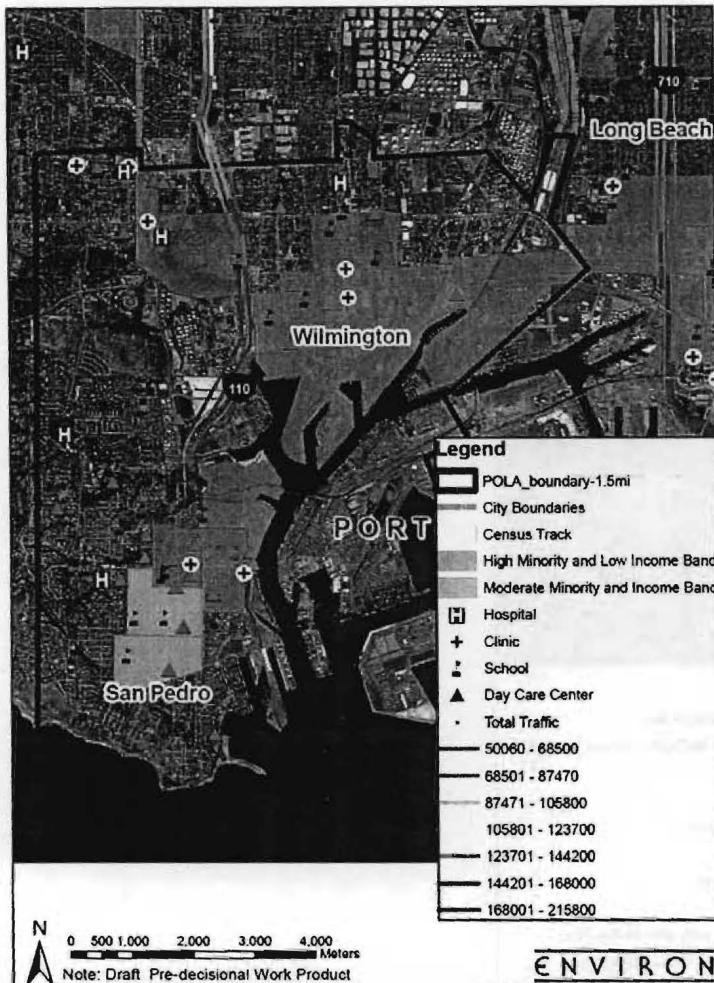 H
710
Long Beach
H
H
H
Wilmington
110
H
PORT
H
San Pedro
Legend
POLA_boundary-1.5mi
City Boundaries
Census Track
High Minority and Low Income Band
Moderate Minority and Income Band
H Hospital
Clinic
School
Day Care Center
Total Traffic
50060 - 68500
68501 - 87470
87471 - 105800
105801 - 123700
123701 - 144200
144201 - 168000
168001 - 215800
N
0 500 1,000 2,000 3,000 4,000
Meters
Note: Draft Pre-decisional Work Product
ENVIRON